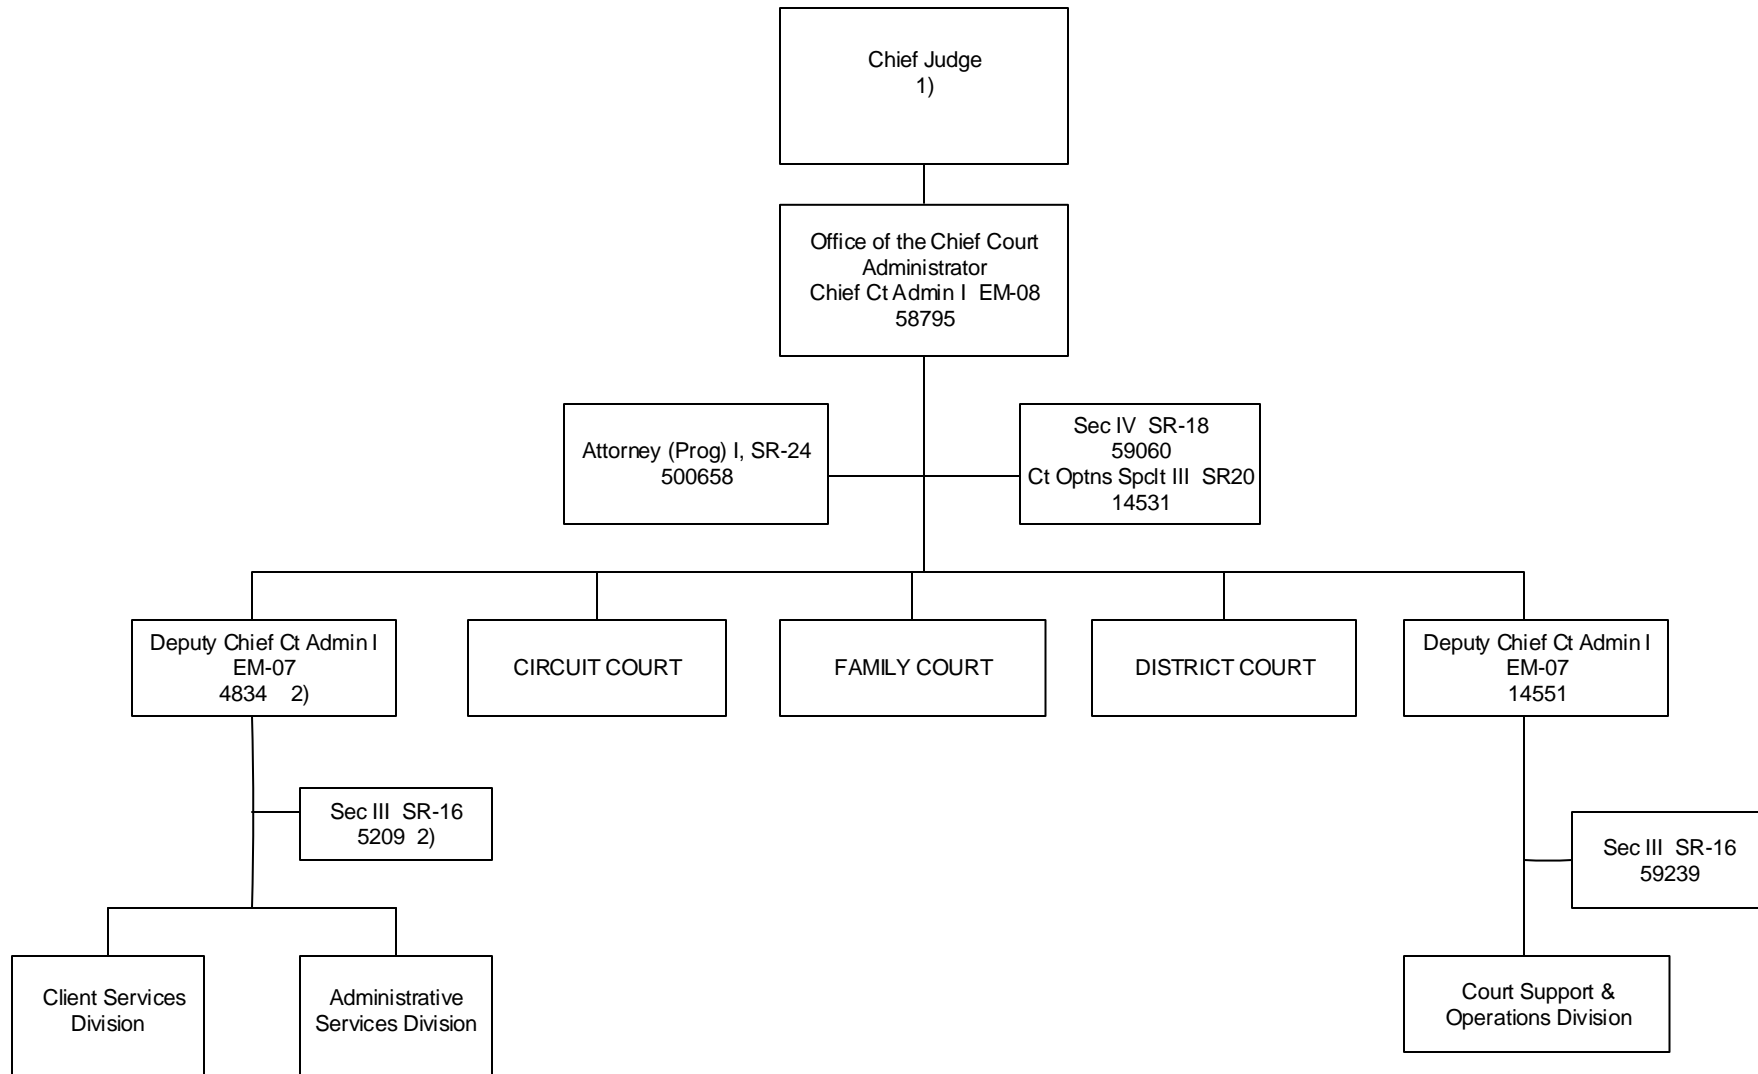 Chief Judge
1)
Office of the Chief Court
Administrator
Chief Ct Admin I EM-08
58795
Attorney (Prog) I, SR-24
500658
Sec IV SR-18
59060
Ct Optns Spclt III SR20
14531
Deputy Chief Ct Admin I
EM-07
4834 2)
CIRCUIT COURT
FAMILY COURT
DISTRICT COURT
Deputy Chief Ct Admin I
EM-07
14551
Sec III SR-16
5209 2)
Sec III SR-16
59239
Client Services
Division
Administrative
Services Division
Court Support &
Operations Division